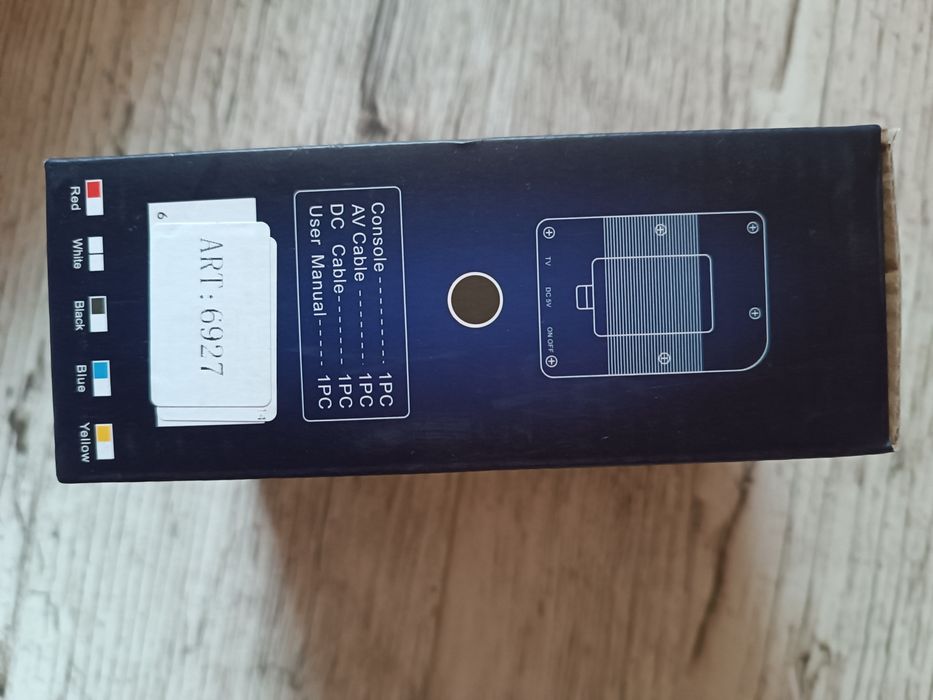 TV
DC 5V
ON OFF
Console --------- 1PC
AV Cable -------- 1PC
DC Cable------- 1PC
User Manual----- 1PC
6
ART:6927
Red
White
Black
Blue
Yellow